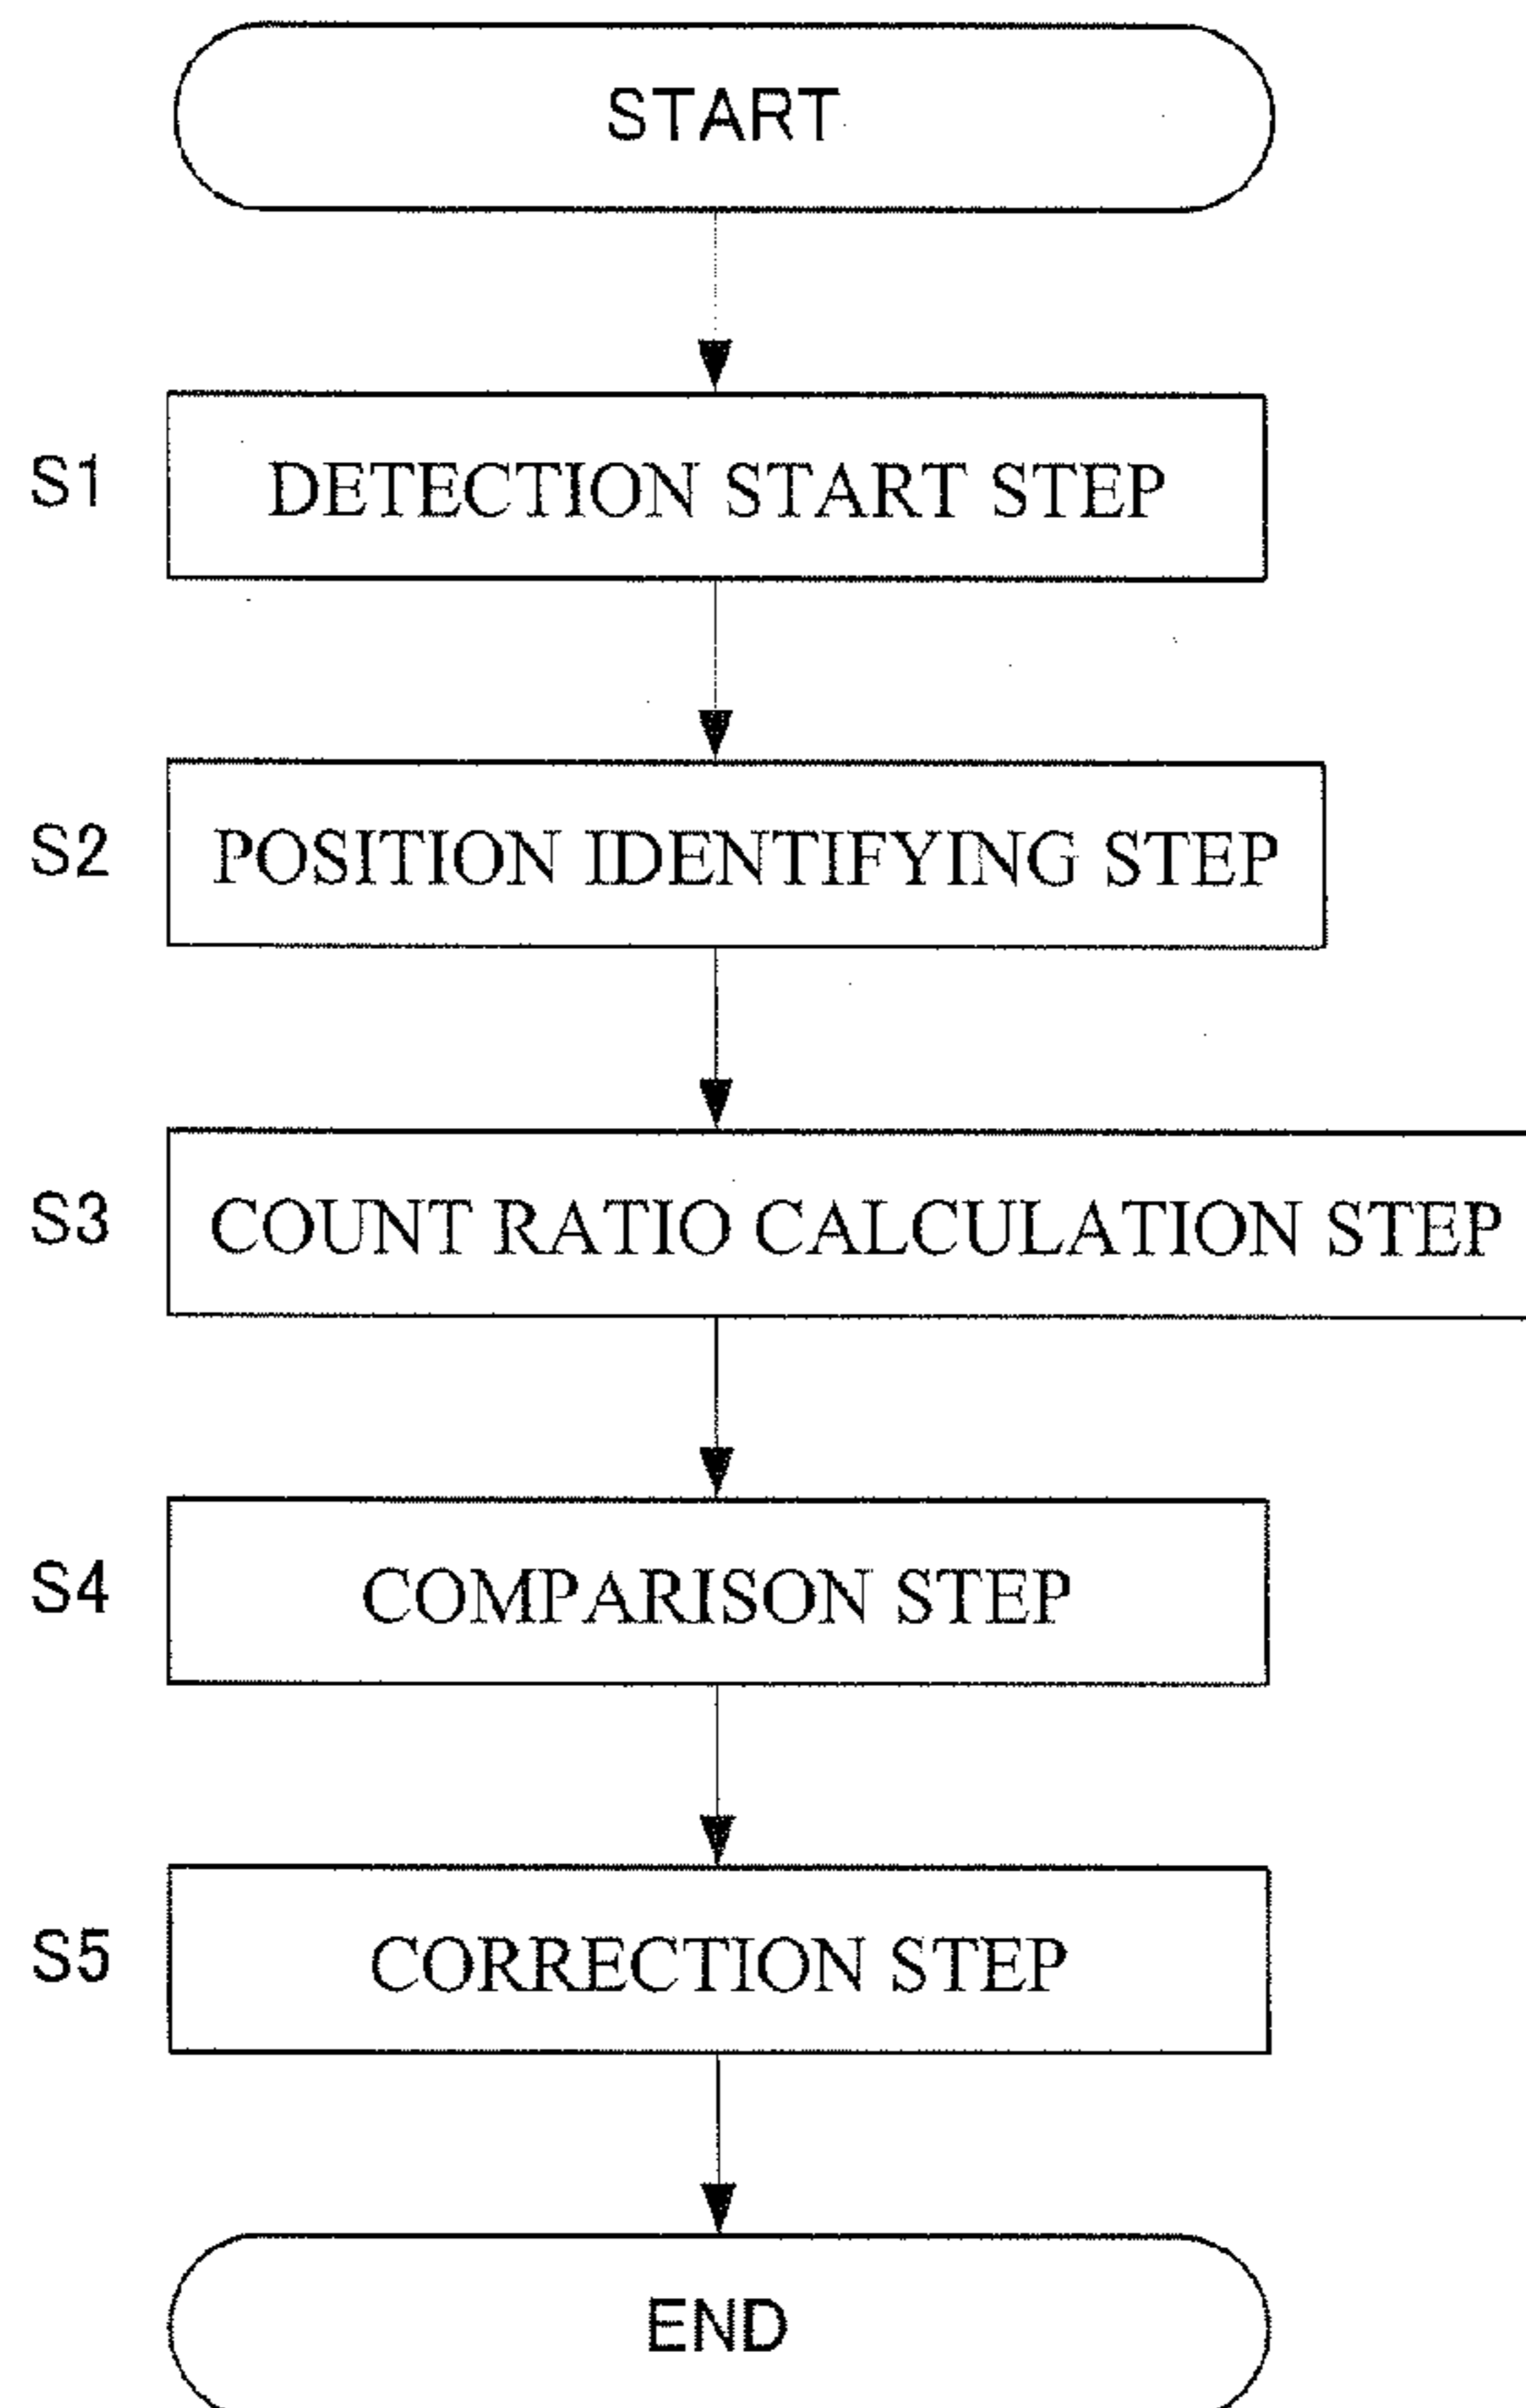 START
S1 DETECTION START STEP
S2 POSITION IDENTIFYING STEP
S3 COUNT RATIO CALCULATION STEP
S4 COMPARISON STEP
S5 CORRECTION STEP
END